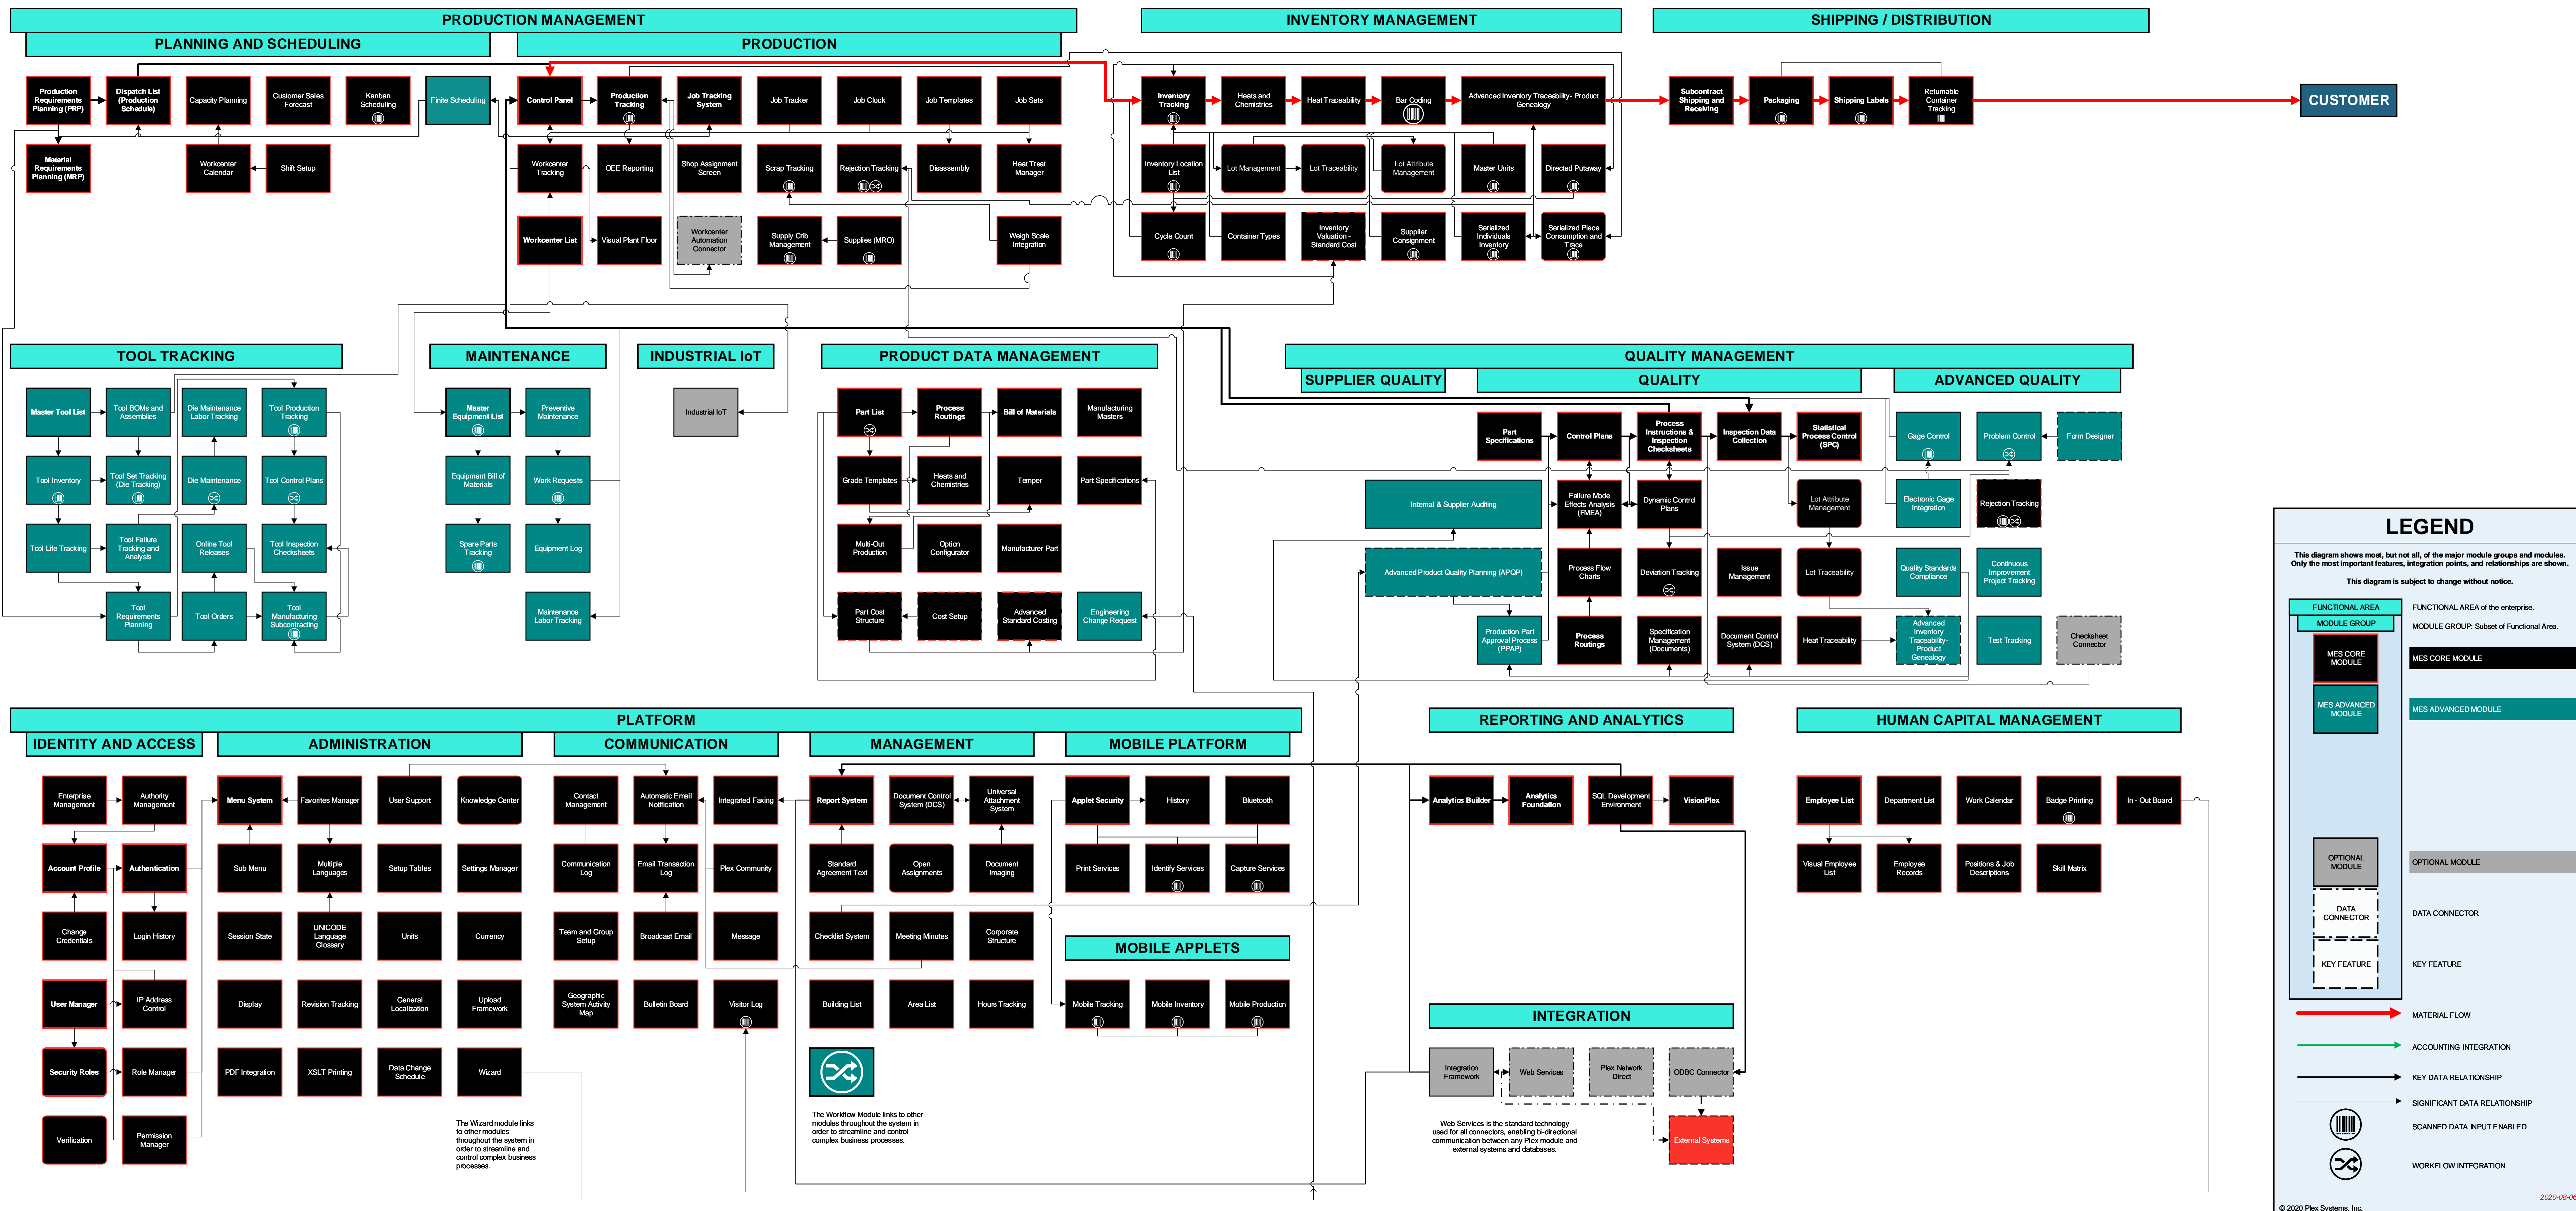 PRODUCTION MANAGEMENT
INVENTORY MANAGEMENT
SHIPPING / DISTRIBUTION
PLANNING AND SCHEDULING
PRODUCTION
Production
Requirements
Planning (PRP)
Dispatch List
(Production
Schedule)
Capacity Planning
Customer Sales
Forecast
Kanban
Scheduling
Finite Scheduling
Control Panel
Production
Tracking
Job Tracking
System
Job Tracker
Job Clock
Job Templates
Job Sets
Inventory
Tracking
Heats and
Chemistries
Heat Traceability
Bar Coding
Advanced Inventory Traceability- Product
Genealogy
Subcontract
Shipping and
Receiving
Packaging
Shipping Labels
Returnable
Container
Tracking
CUSTOMER
Material
Requirements
Planning (MRP)
Workcenter
Calendar
Shift Setup
Workcenter
Tracking
OEE Reporting
Shop Assignment
Screen
Scrap Tracking
Rejection Tracking
Disassembly
Heat Treat
Manager
Inventory Location
List
Lot Management
Lot Traceability
Lot Attribute
Management
Master Units
Directed Putaway
Workcenter List
Visual Plant Floor
Workcenter
Automation
Connector
Supply Crib
Management
Supplies (MRO)
Weigh Scale
Integration
Cycle Count
Container Types
Inventory
Valuation -
Standard Cost
Supplier
Consignment
Serialized
Individuals
Inventory
Serialized Piece
Consumption and
Trace
TOOL TRACKING
MAINTENANCE
INDUSTRIAL IoT
PRODUCT DATA MANAGEMENT
QUALITY MANAGEMENT
SUPPLIER QUALITY
QUALITY
ADVANCED QUALITY
Master Tool List
Tool BOMs and
Assemblies
Die Maintenance
Labor Tracking
Tool Production
Tracking
Tool Inventory
Tool Set Tracking
(Die Tracking)
Die Maintenance
Tool Control Plans
Tool Life Tracking
Tool Failure
Tracking and
Analysis
Online Tool
Releases
Tool Inspection
Checksheets
Tool
Requirements
Planning
Tool Orders
Tool
Manufacturing
Subcontracting
Master
Equipment List
Preventive
Maintenance
Equipment Bill of
Materials
Work Requests
Spare Parts
Tracking
Equipment Log
Maintenance
Labor Tracking
Industrial IoT
Part List
Process
Routings
Bill of Materials
Manufacturing
Masters
Grade Templates
Heats and
Chemistries
Temper
Part Specifications
Multi-Out
Production
Option
Configurator
Manufacturer Part
Part Cost
Structure
Cost Setup
Advanced
Standard Costing
Engineering
Change Request
Part
Specifications
Control Plans
Process
Instructions &
Inspection
Checksheets
Inspection Data
Collection
Statistical
Process Control
(SPC)
Gage Control
Problem Control
Form Designer
Internal & Supplier Auditing
Failure Mode
Effects Analysis
(FMEA)
Dynamic Control
Plans
Lot Attribute
Management
Electronic Gage
Integration
Rejection Tracking
Advanced Product Quality Planning (APQP)
Process Flow
Charts
Deviation Tracking
Issue
Management
Lot Traceability
Quality Standards
Compliance
Continuous
Improvement
Project Tracking
Production Part
Approval Process
(PPAP)
Process
Routings
Specification
Management
(Documents)
Document Control
System (DCS)
Heat Traceability
Advanced
Inventory
Traceability-
Product
Genealogy
Test Tracking
Checksheet
Connector
PLATFORM
REPORTING AND ANALYTICS
HUMAN CAPITAL MANAGEMENT
IDENTITY AND ACCESS
ADMINISTRATION
COMMUNICATION
MANAGEMENT
MOBILE PLATFORM
Enterprise
Management
Authority
Management
Menu System
Favorites Manager
User Support
Knowledge Center
Contact
Management
Automatic Email
Notification
Integrated Faxing
Report System
Document Control
System (DCS)
Universal
Attachment
System
Applet Security
History
Bluetooth
Analytics Builder
Analytics
Foundation
SQL Development
Environment
VisionPlex
Employee List
Department List
Work Calendar
Badge Printing
In - Out Board
Account Profile
Authentication
Sub Menu
Multiple
Languages
Setup Tables
Settings Manager
Communication
Log
Email Transaction
Log
Plex Community
Standard
Agreement Text
Open
Assignments
Document
Imaging
Print Services
Identify Services
Capture Services
Visual Employee
List
Employee
Records
Positions & Job
Descriptions
Skill Matrix
Change
Credentials
Login History
Session State
UNICODE
Language
Glossary
Units
Currency
Team and Group
Setup
Broadcast Email
Message
Checklist System
Meeting Minutes
Corporate
Structure
MOBILE APPLETS
User Manager
IP Address
Control
Display
Revision Tracking
General
Localization
Upload
Framework
Geographic
System Activity
Map
Bulletin Board
Visitor Log
Building List
Area List
Hours Tracking
Mobile Tracking
Mobile Inventory
Mobile Production
INTEGRATION
Security Roles
Role Manager
PDF Integration
XSLT Printing
Data Change
Schedule
Wizard
Integration
Framework
Web Services
Plex Network
Direct
ODBC Connector
Verification
Permission
Manager
The Wizard module links
to other modules
throughout the system in
order to streamline and
control complex business
processes.
The Workflow Module links to other
modules throughout the system in
order to streamline and control
complex business processes.
Web Services is the standard technology
used for all connectors, enabling bi-directional
communication between any Plex module and
external systems and databases.
External Systems
LEGEND
This diagram shows most, but not all, of the major module groups and modules.
Only the most important features, integration points, and relationships are shown.
This diagram is subject to change without notice.
FUNCTIONAL AREA
FUNCTIONAL AREA of the enterprise.
MODULE GROUP
MODULE GROUP: Subset of Functional Area.
MES CORE
MODULE
MES CORE MODULE
MES ADVANCED
MODULE
MES ADVANCED MODULE
OPTIONAL
MODULE
OPTIONAL MODULE
DATA
CONNECTOR
DATA CONNECTOR
KEY FEATURE
KEY FEATURE
MATERIAL FLOW
ACCOUNTING INTEGRATION
KEY DATA RELATIONSHIP
SIGNIFICANT DATA RELATIONSHIP
SCANNED DATA INPUT ENABLED
WORKFLOW INTEGRATION
2020-08-06
© 2020 Plex Systems, Inc.